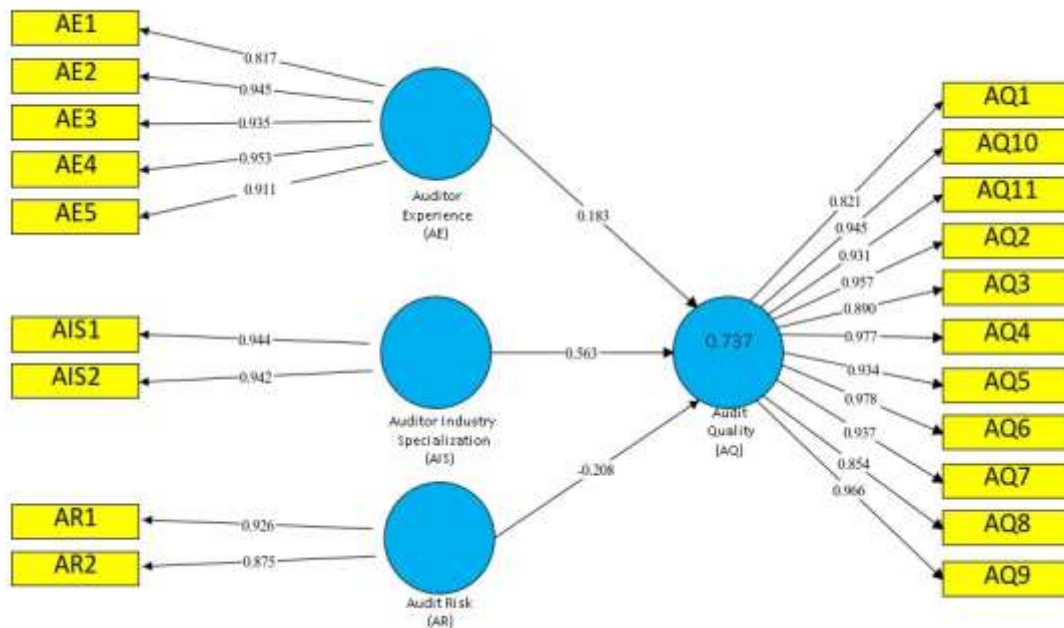 AE1
AE2
AE3
AE4
AE5
0.817
0.945
0.935
0.953
0.911
Auditor
Experience
(AE)
0.183
AIS1
AIS2
0.944
0.942
Auditor Industry
Specialization
(AIS)
0.563
AR1
AR2
0.926
0.875
Audit Risk
(AR)
-0.208
0.737
Audit
Quality
(AQ)
0.821
0.945
0.931
0.957
0.890
0.977
0.934
0.978
0.937
0.854
0.966
AQ1
AQ10
AQ11
AQ2
AQ3
AQ4
AQ5
AQ6
AQ7
AQ8
AQ9